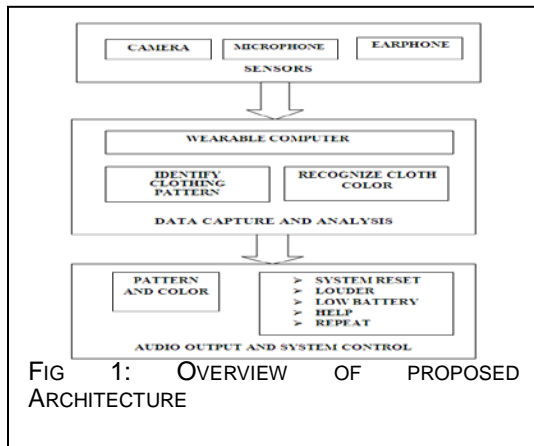 CAMERA MICROPHONE EARPHONE
SENSORS
WEARABLE COMPUTER
IDENTIFY CLOTHING PATTERN
RECOGNIZE CLOTH COLOR
DATA CAPTURE AND ANALYSIS
PATTERN AND COLOR
➢ SYSTEM RESET
➢ LOUDER
➢ LOW BATTERY
➢ HELP
➢ REPEAT
AUDIO OUTPUT AND SYSTEM CONTROL
FIG 1: OVERVIEW OF PROPOSED
ARCHITECTURE